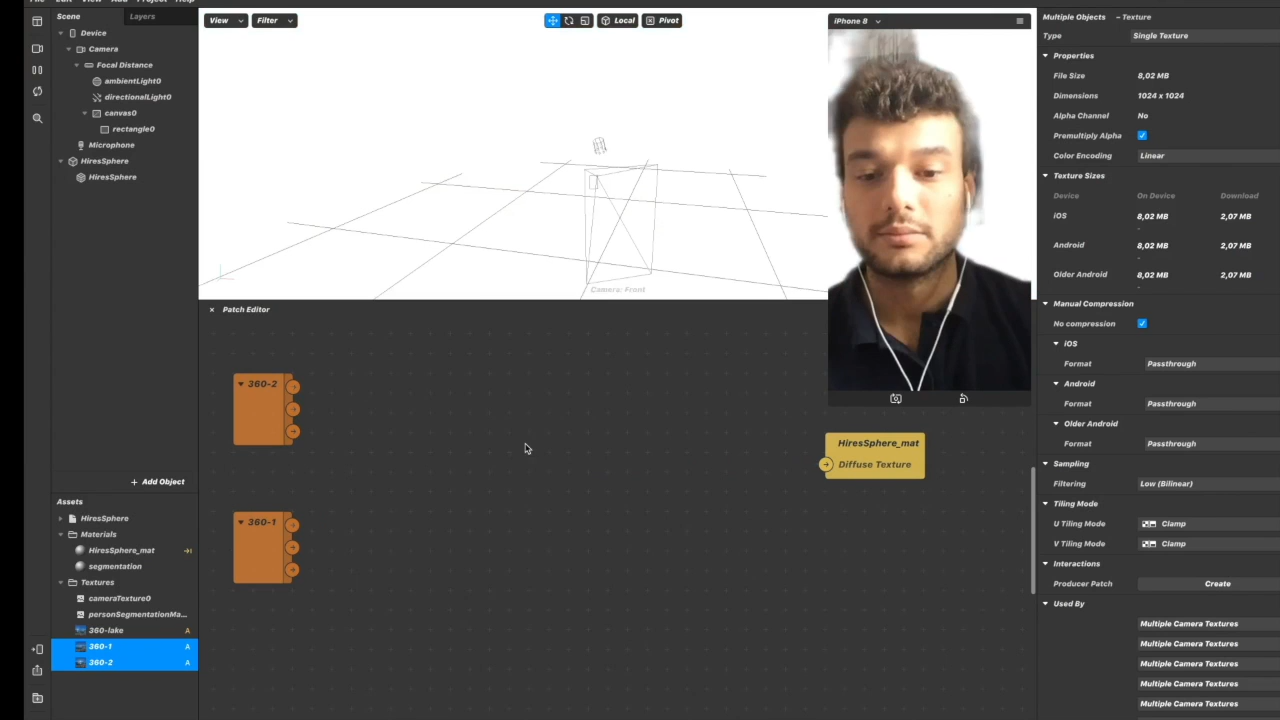 File Edit View Add Project Help
Scene
Layers
Device
Camera
Focal Distance
ambientLight0
directionalLight0
canvas0
rectangle0
Microphone
HiresSphere
HiresSphere
+ Add Object
Assets
HiresSphere
Materials
HiresSphere_mat
segmentation
Textures
cameraTexture0
personSegmentationMa...
360-lake A
360-1 A
360-2 A
View
Filter
Local
Pivot
Camera: Front
iPhone 8
× Patch Editor
360-2
360-1
HiresSphere_mat
Diffuse Texture
Multiple Objects - Texture
Type Single Texture
Properties
File Size 8,02 MB
Dimensions 1024 x 1024
Alpha Channel No
Premultiply Alpha
Color Encoding Linear
Texture Sizes
Device On Device Download
iOS 8,02 MB 2,07 MB
-
Android 8,02 MB 2,07 MB
-
Older Android 8,02 MB 2,07 MB
-
Manual Compression
No compression
iOS
Format Passthrough
Android
Format Passthrough
Older Android
Format Passthrough
Sampling
Filtering Low (Bilinear)
Tiling Mode
U Tiling Mode Clamp
V Tiling Mode Clamp
Interactions
Producer Patch Create
Used By
Multiple Camera Textures
Multiple Camera Textures
Multiple Camera Textures
Multiple Camera Textures
Multiple Camera Textures